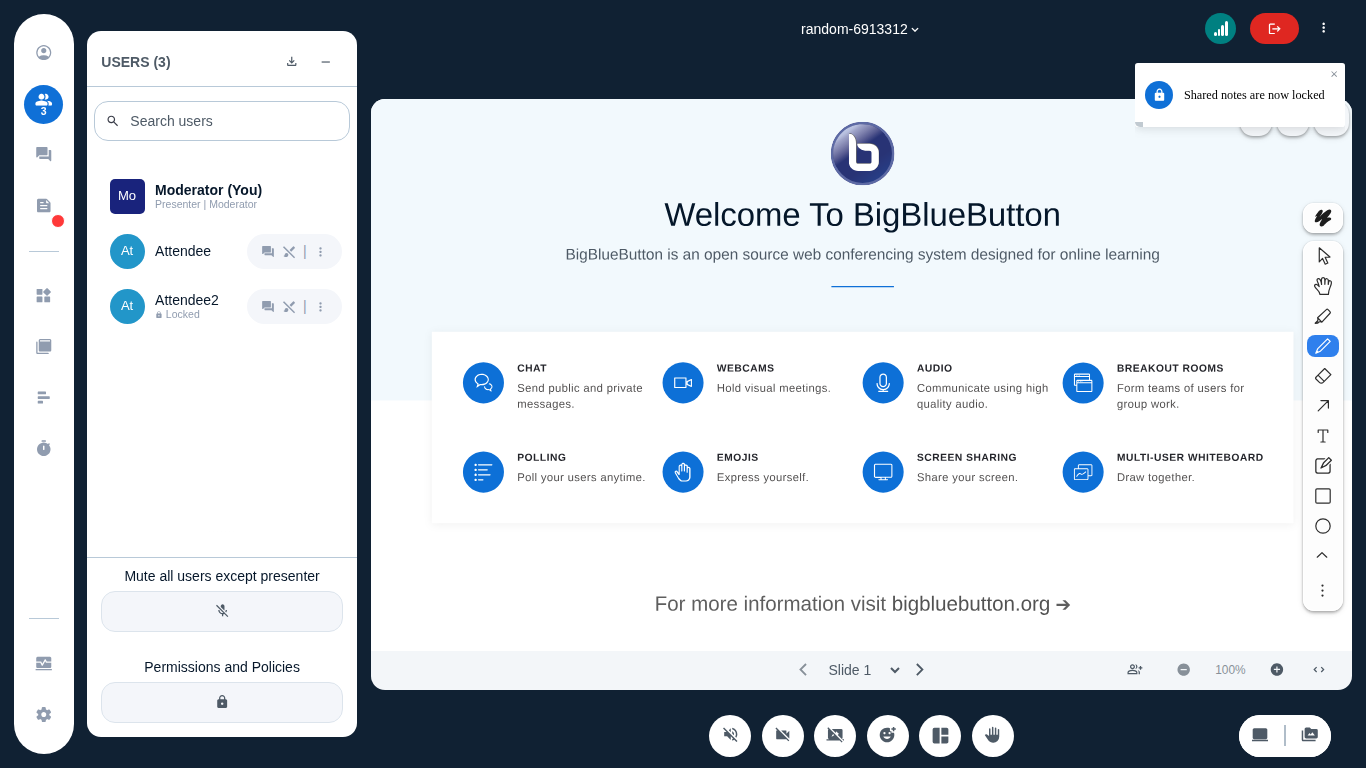 random-6913312
USERS (3)
3
Search users
Shared notes are now locked
Mo
Moderator (You)
Presenter | Moderator
At
Attendee
At
Attendee2
Locked
Mute all users except presenter
Permissions and Policies
Welcome To BigBlueButton
BigBlueButton is an open source web conferencing system designed for online learning
CHAT
Send public and private
messages.
WEBCAMS
Hold visual meetings.
AUDIO
Communicate using high
quality audio.
BREAKOUT ROOMS
Form teams of users for
group work.
POLLING
Poll your users anytime.
EMOJIS
Express yourself.
SCREEN SHARING
Share your screen.
MULTI-USER WHITEBOARD
Draw together.
For more information visit bigbluebutton.org ➔
Slide 1
100%